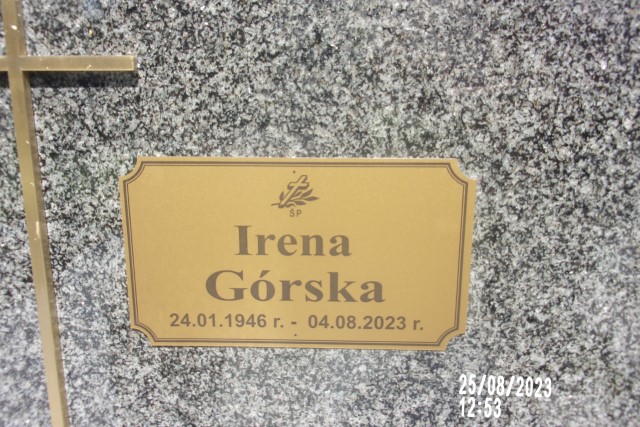 ŚP
Irena
Górska
24.01.1946 r. - 04.08.2023 r.
25/08/2023
12:53